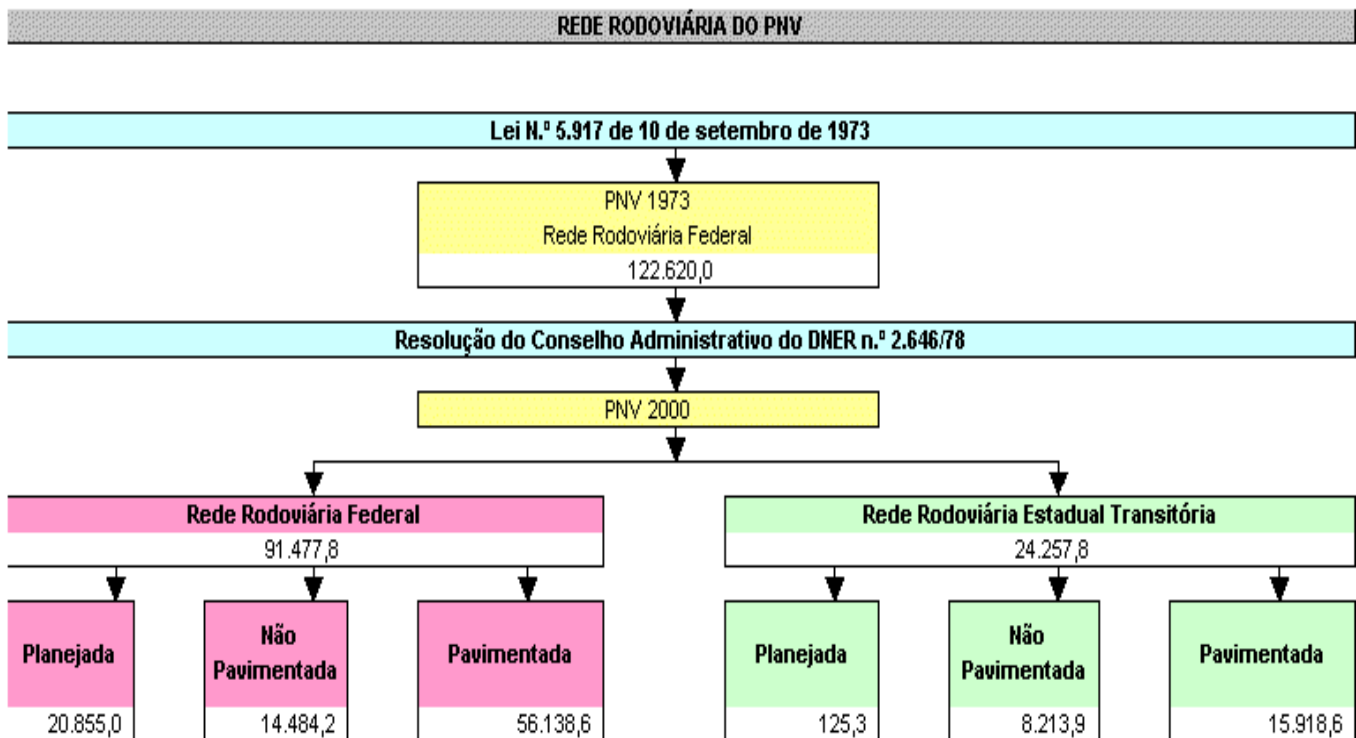 REDE RODOVIÁRIA DO PNV
Lei N.º 5.917 de 10 de setembro de 1973
PNV 1973
Rede Rodoviária Federal
122.620,0
Resolução do Conselho Administrativo do DNER n.º 2.646/78
PNV 2000
Rede Rodoviária Federal
91.477,8
Rede Rodoviária Estadual Transitória
24.257,8
Planejada
20.855,0
Não
Pavimentada
14.484,2
Pavimentada
56.138,6
Planejada
125,3
Não
Pavimentada
8.213,9
Pavimentada
15.918,6